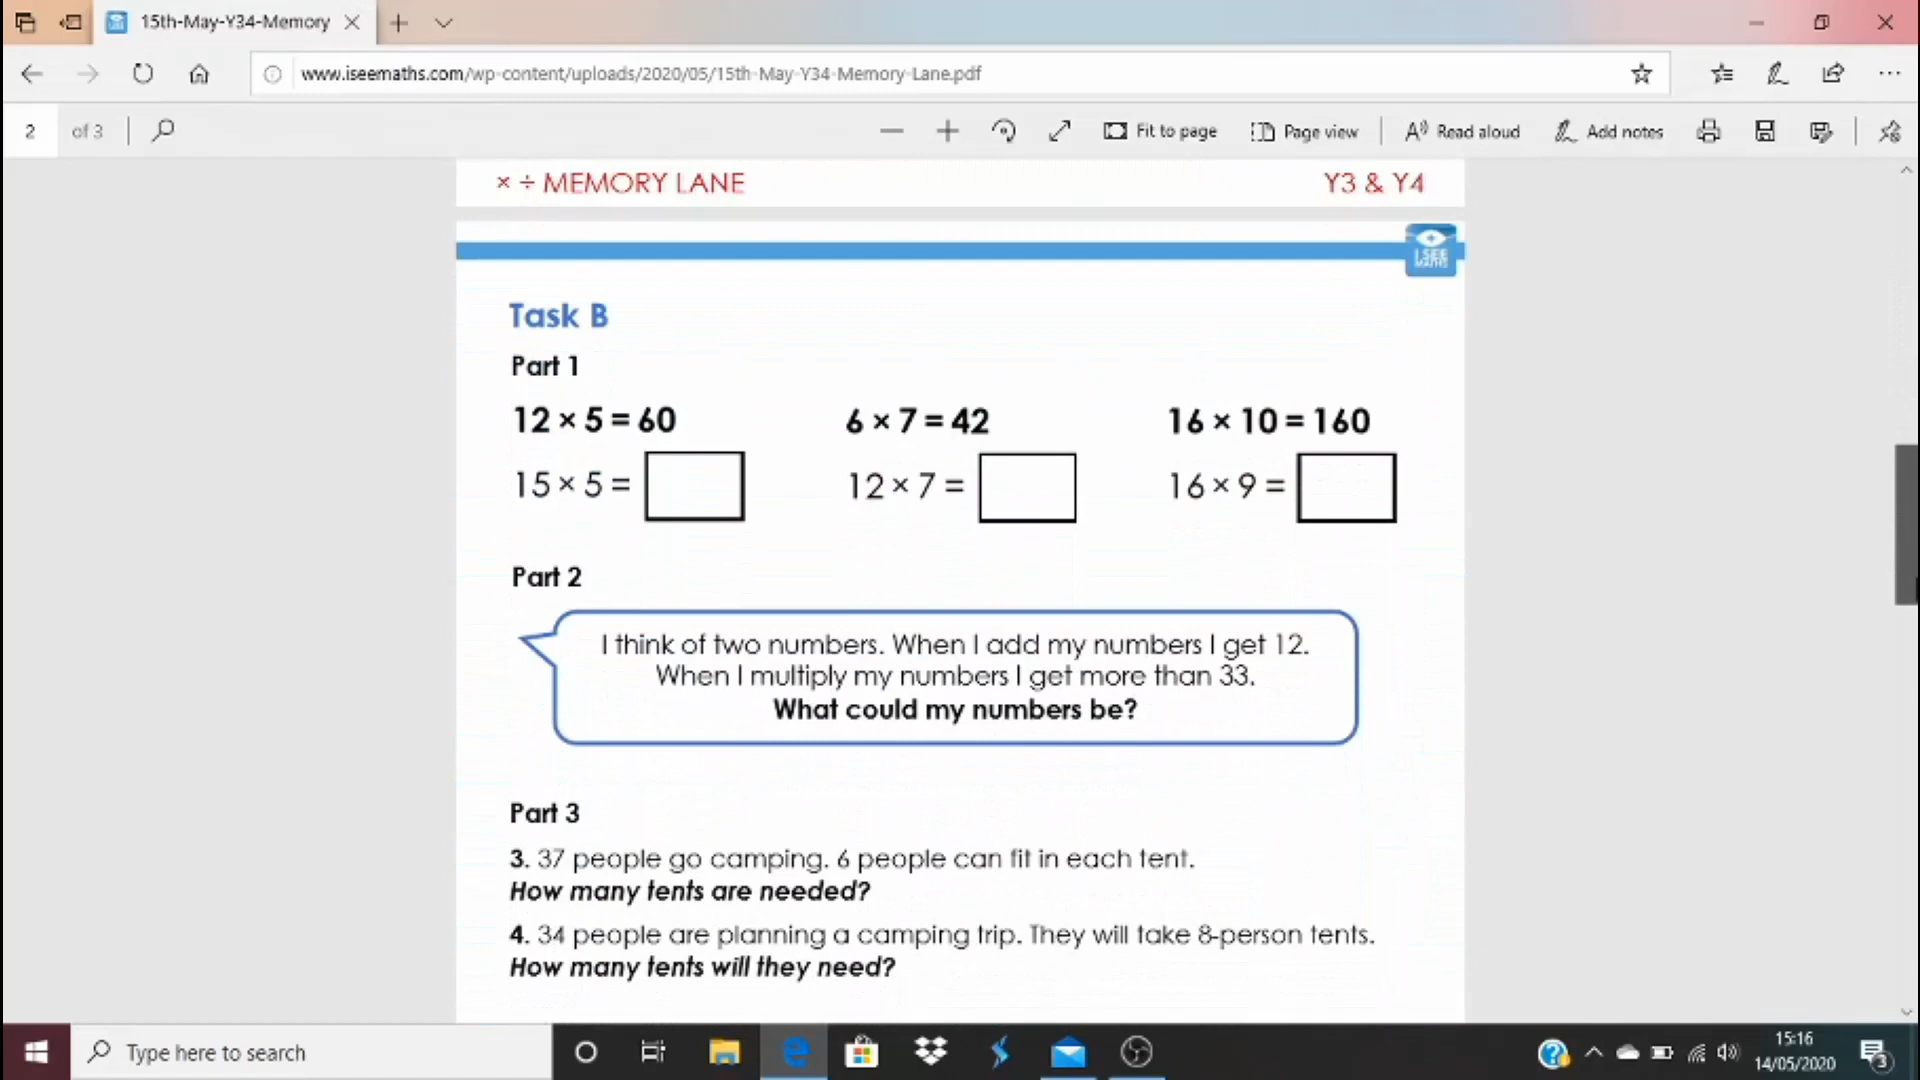 15th-May-Y34-Memory
www.iseemaths.com/wp-content/uploads/2020/05/15th-May-Y34-Memory-Lane.pdf
2 of 3 Fit to page Page view Read aloud Add notes
× ÷ MEMORY LANE Y3 & Y4
I SEE
MATHS
Task B
Part 1
12 × 5 = 60 6 × 7 = 42 16 × 10 = 160
15 × 5 = 12 × 7 = 16 × 9 =
Part 2
I think of two numbers. When I add my numbers I get 12.
When I multiply my numbers I get more than 33.
What could my numbers be?
Part 3
3. 37 people go camping. 6 people can fit in each tent.
How many tents are needed?
4. 34 people are planning a camping trip. They will take 8-person tents.
How many tents will they need?
Type here to search
15:16
14/05/2020
3